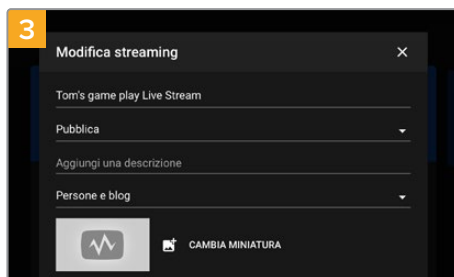 3
Modifica streaming
Tom's game play Live Stream
Pubblica
Aggiungi una descrizione
Persone e blog
CAMBIA MINIATURA